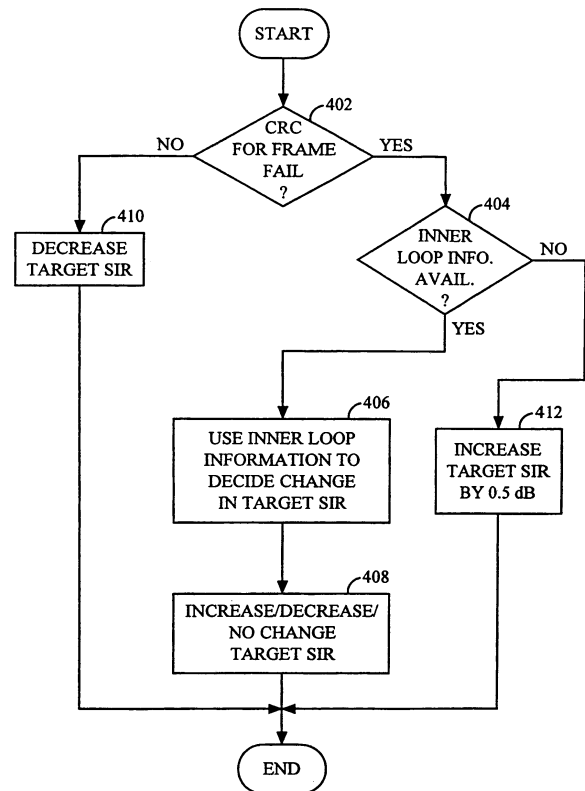 START
402
CRC
FOR FRAME
FAIL
?
NO
YES
404
INNER
LOOP INFO.
AVAIL.
?
NO
YES
410
DECREASE
TARGET SIR
406
USE INNER LOOP
INFORMATION TO
DECIDE CHANGE
IN TARGET SIR
412
INCREASE
TARGET SIR
BY 0.5 dB
408
INCREASE/DECREASE/
NO CHANGE
TARGET SIR
END